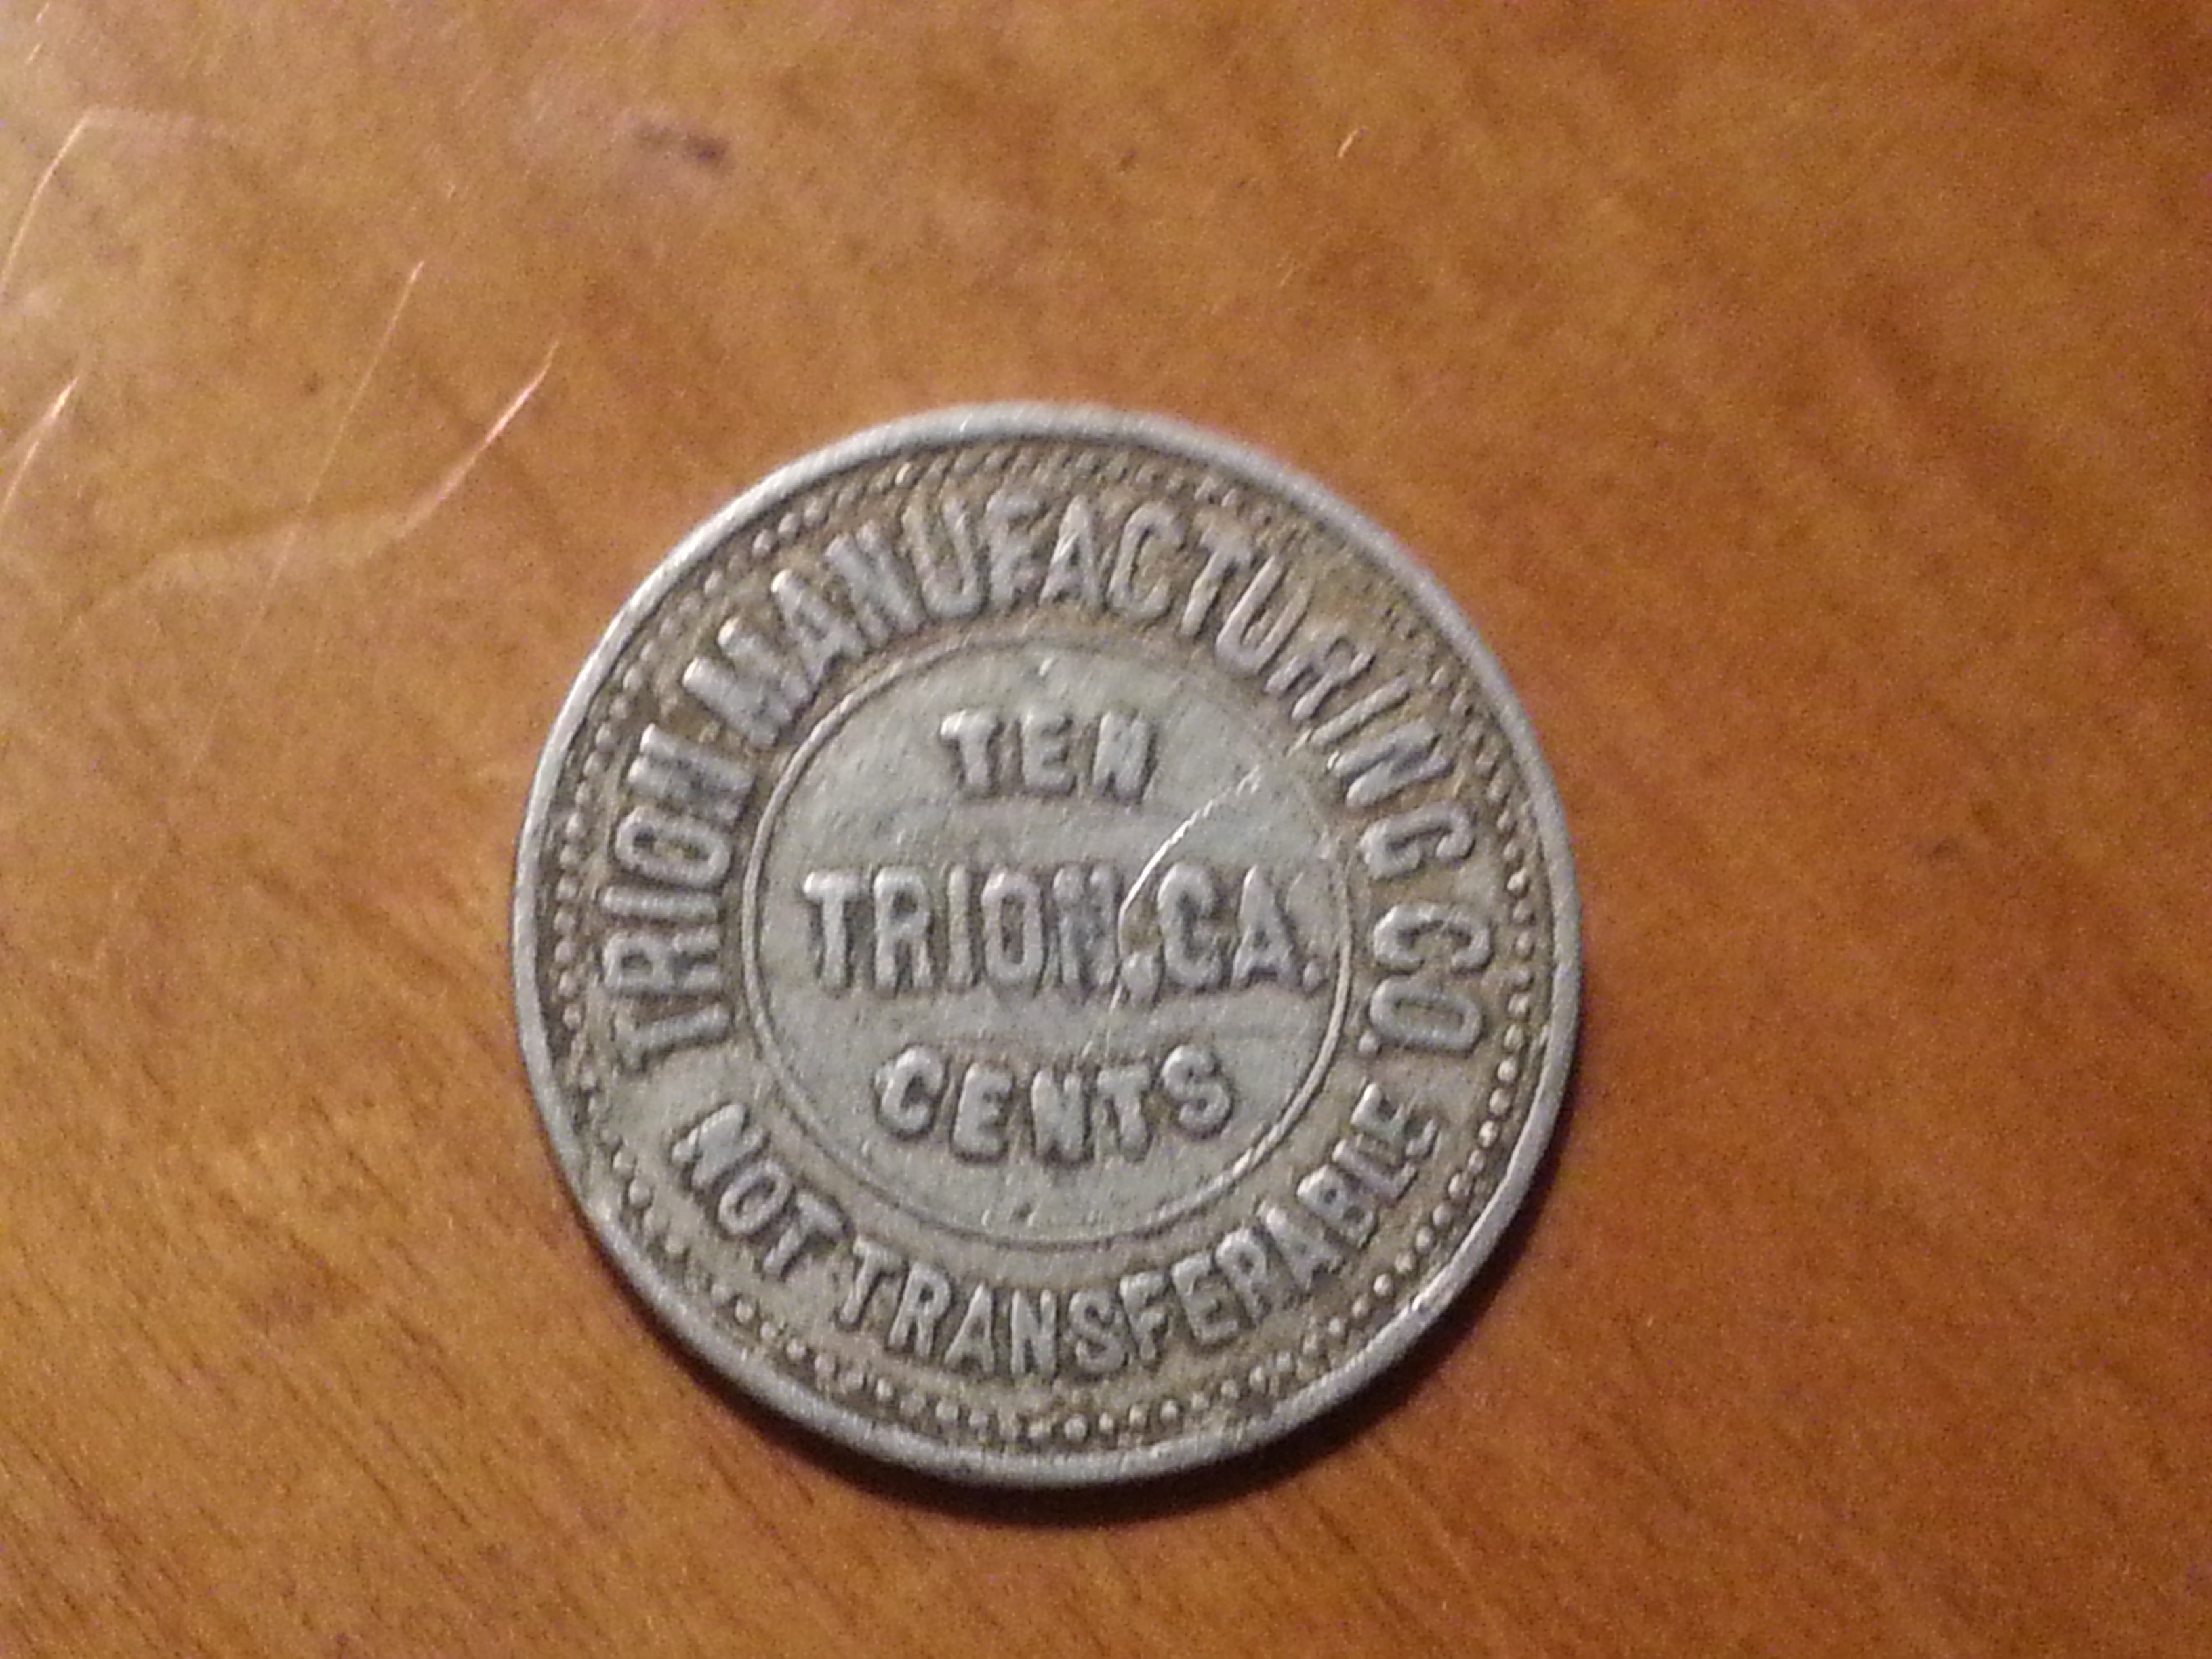 TRION MANUFACTURING CO.
TEN
TRION, GA.
CENTS
NOT TRANSFERABLE